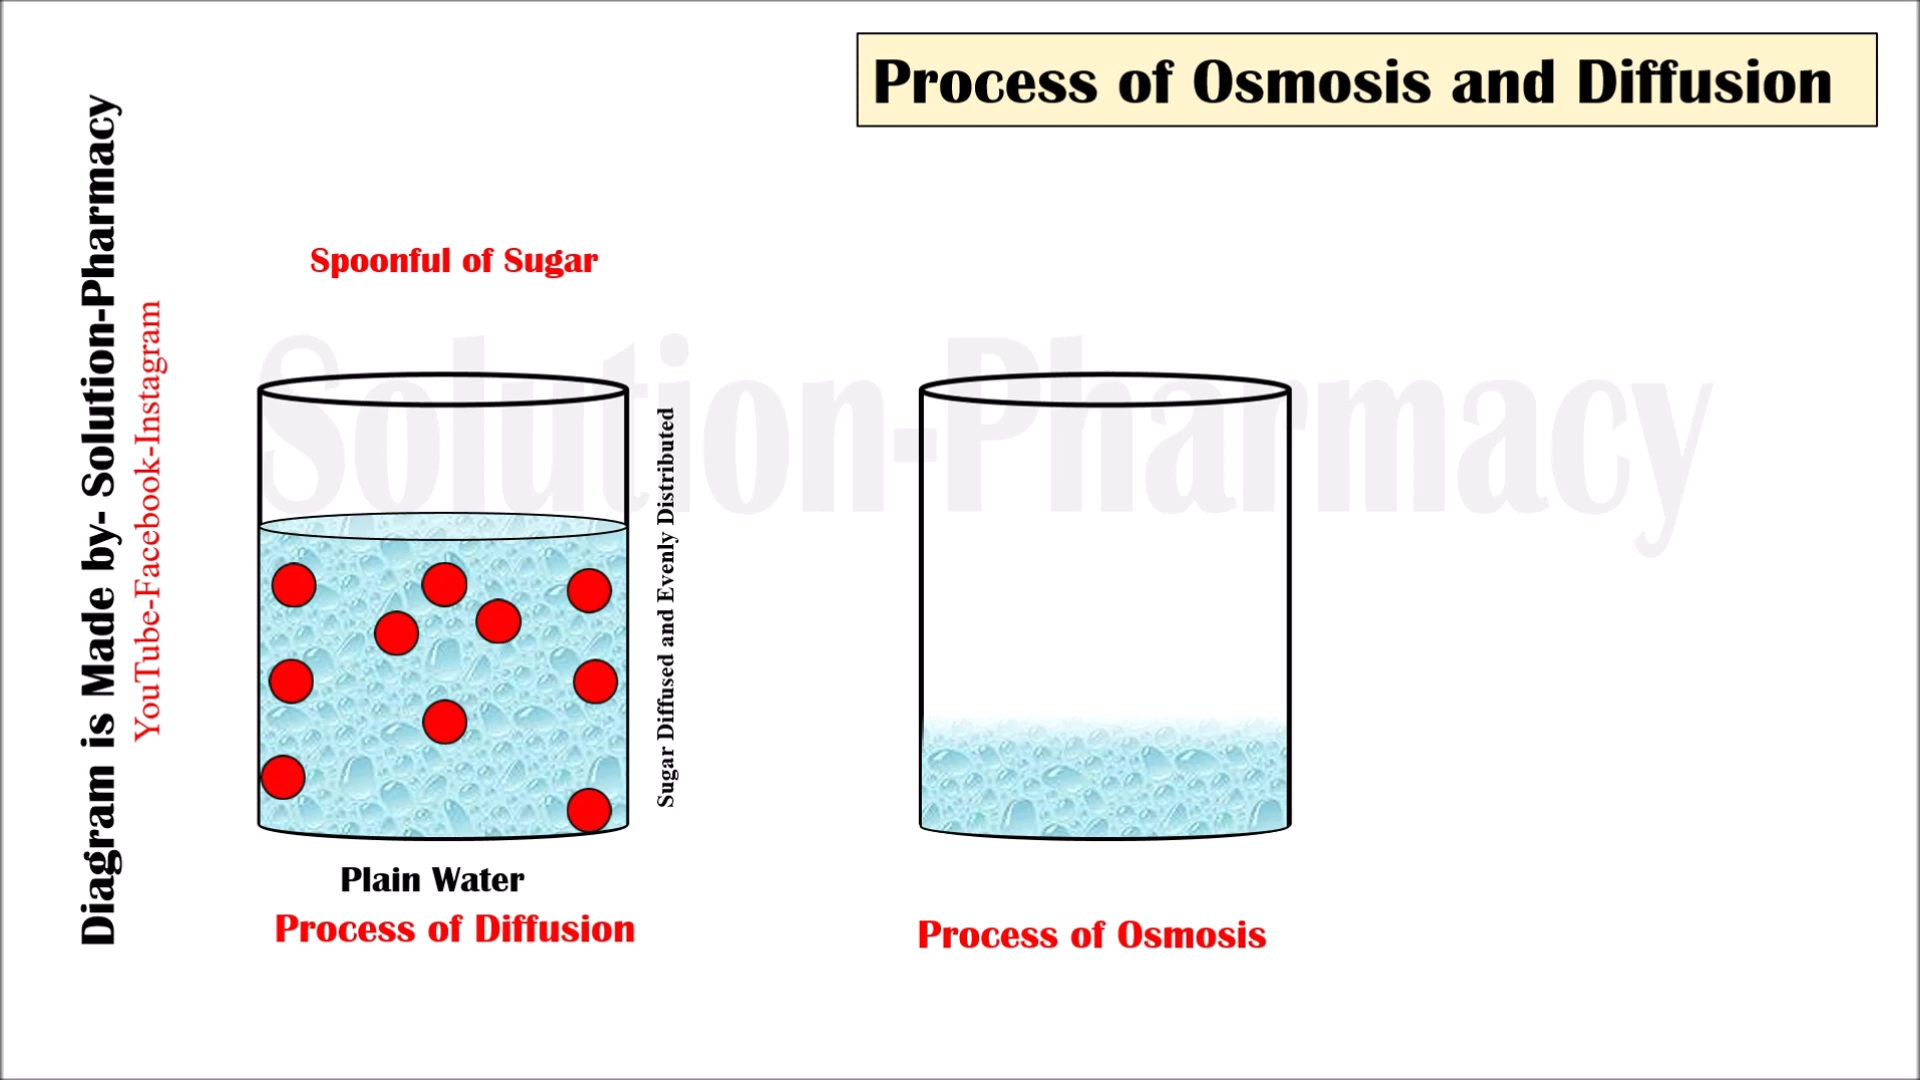 Process of Osmosis and Diffusion
Diagram is Made by- Solution-Pharmacy
YouTube-Facebook-Instagram
Spoonful of Sugar
Solution-Pharmacy
Sugar Diffused and Evenly Distributed
Plain Water
Process of Diffusion
Process of Osmosis